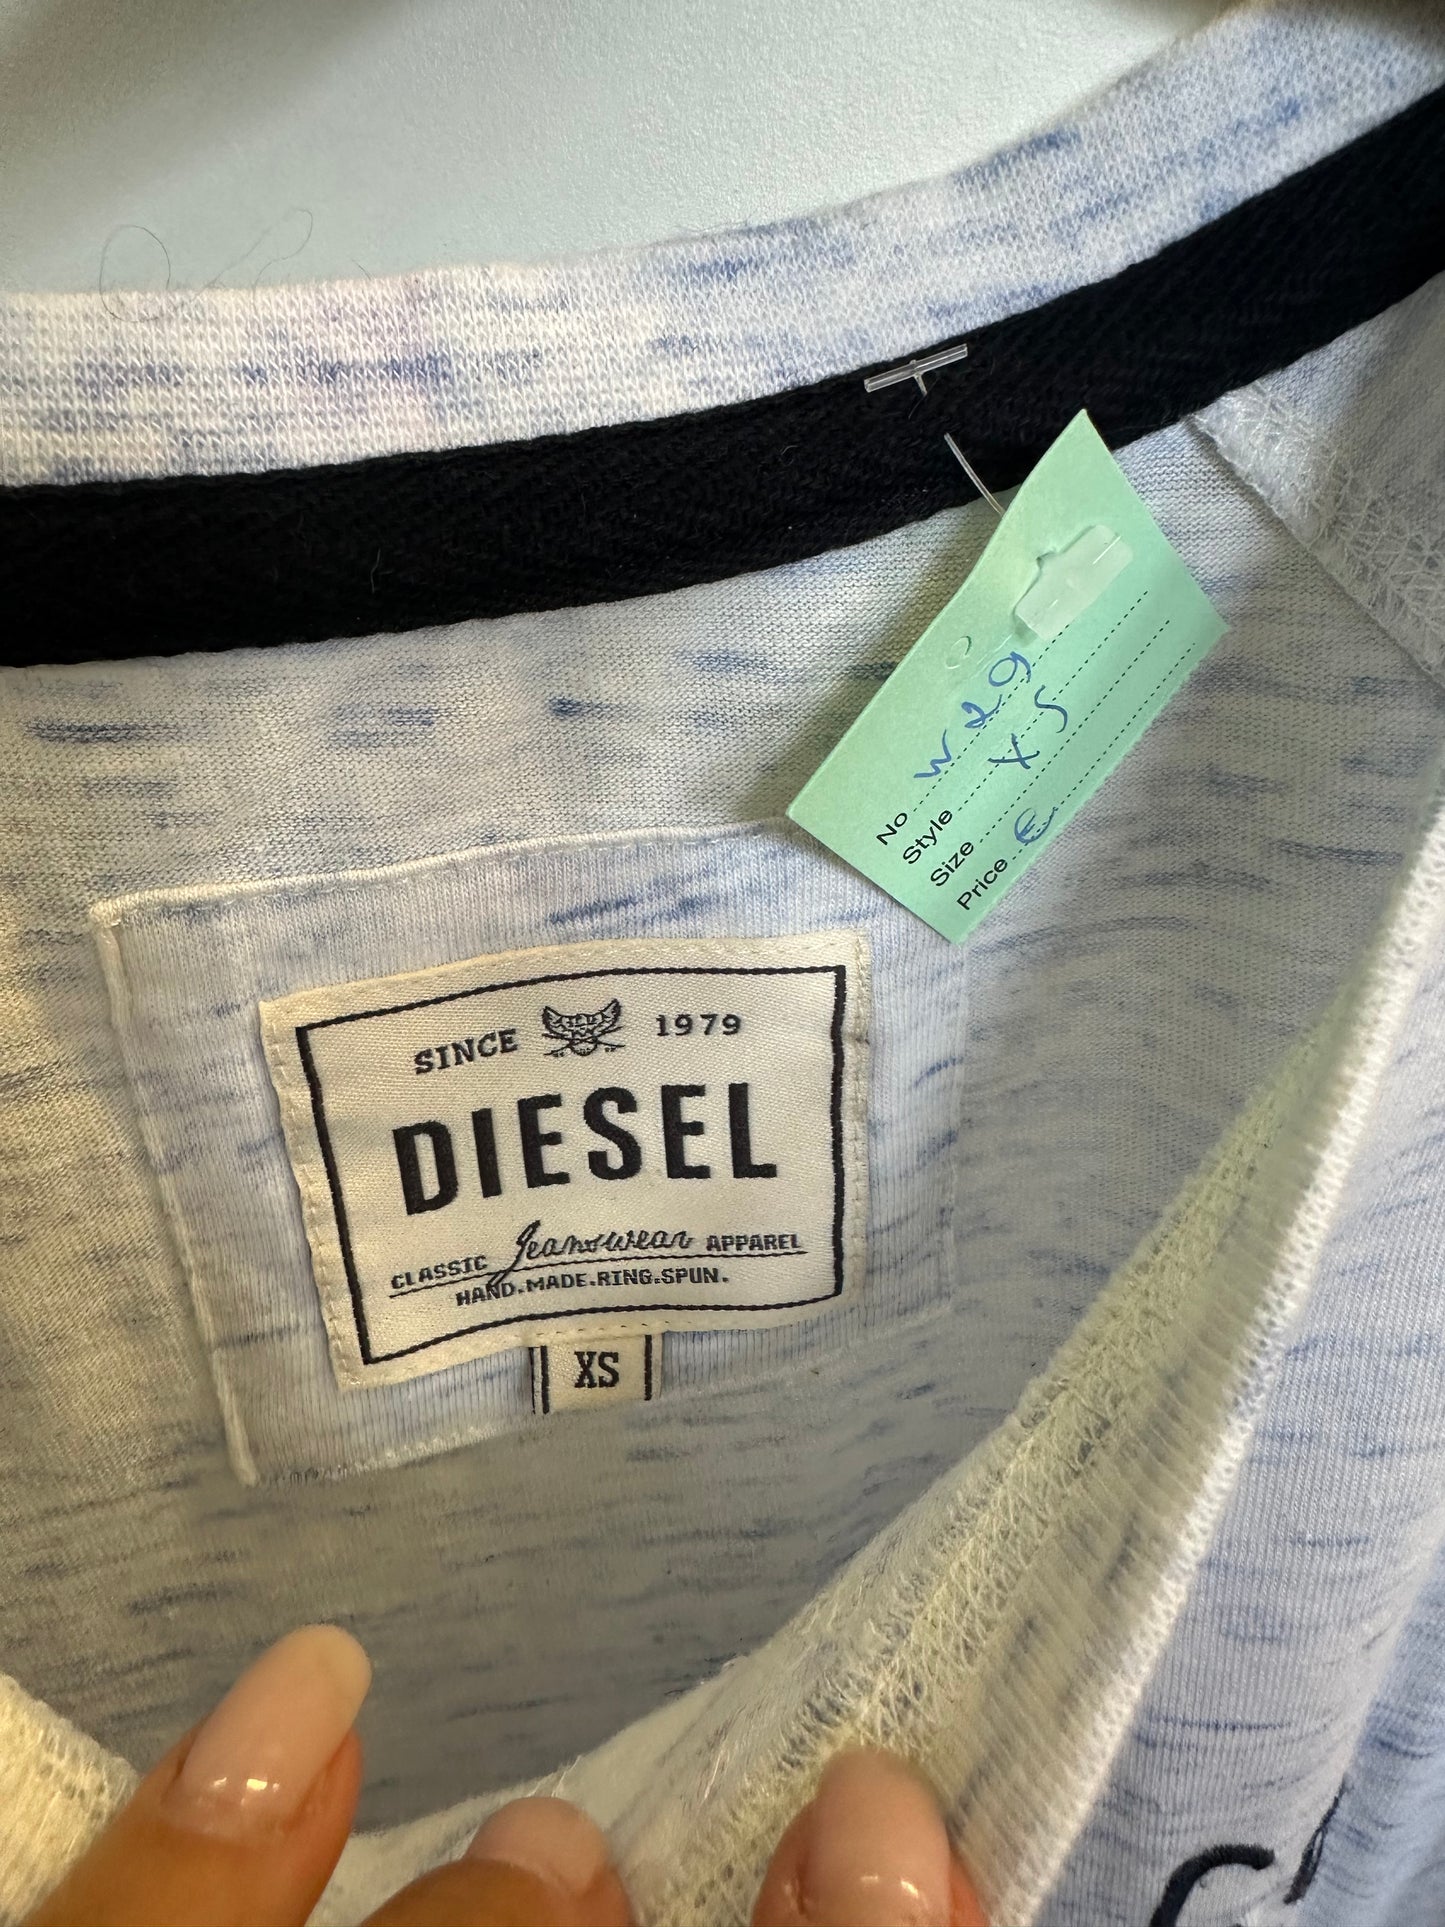 No W29
Style XS
Size
Price €
SINCE 1979
DIESEL
CLASSIC Jeanswear APPAREL
HAND.MADE.RING.SPUN.
XS